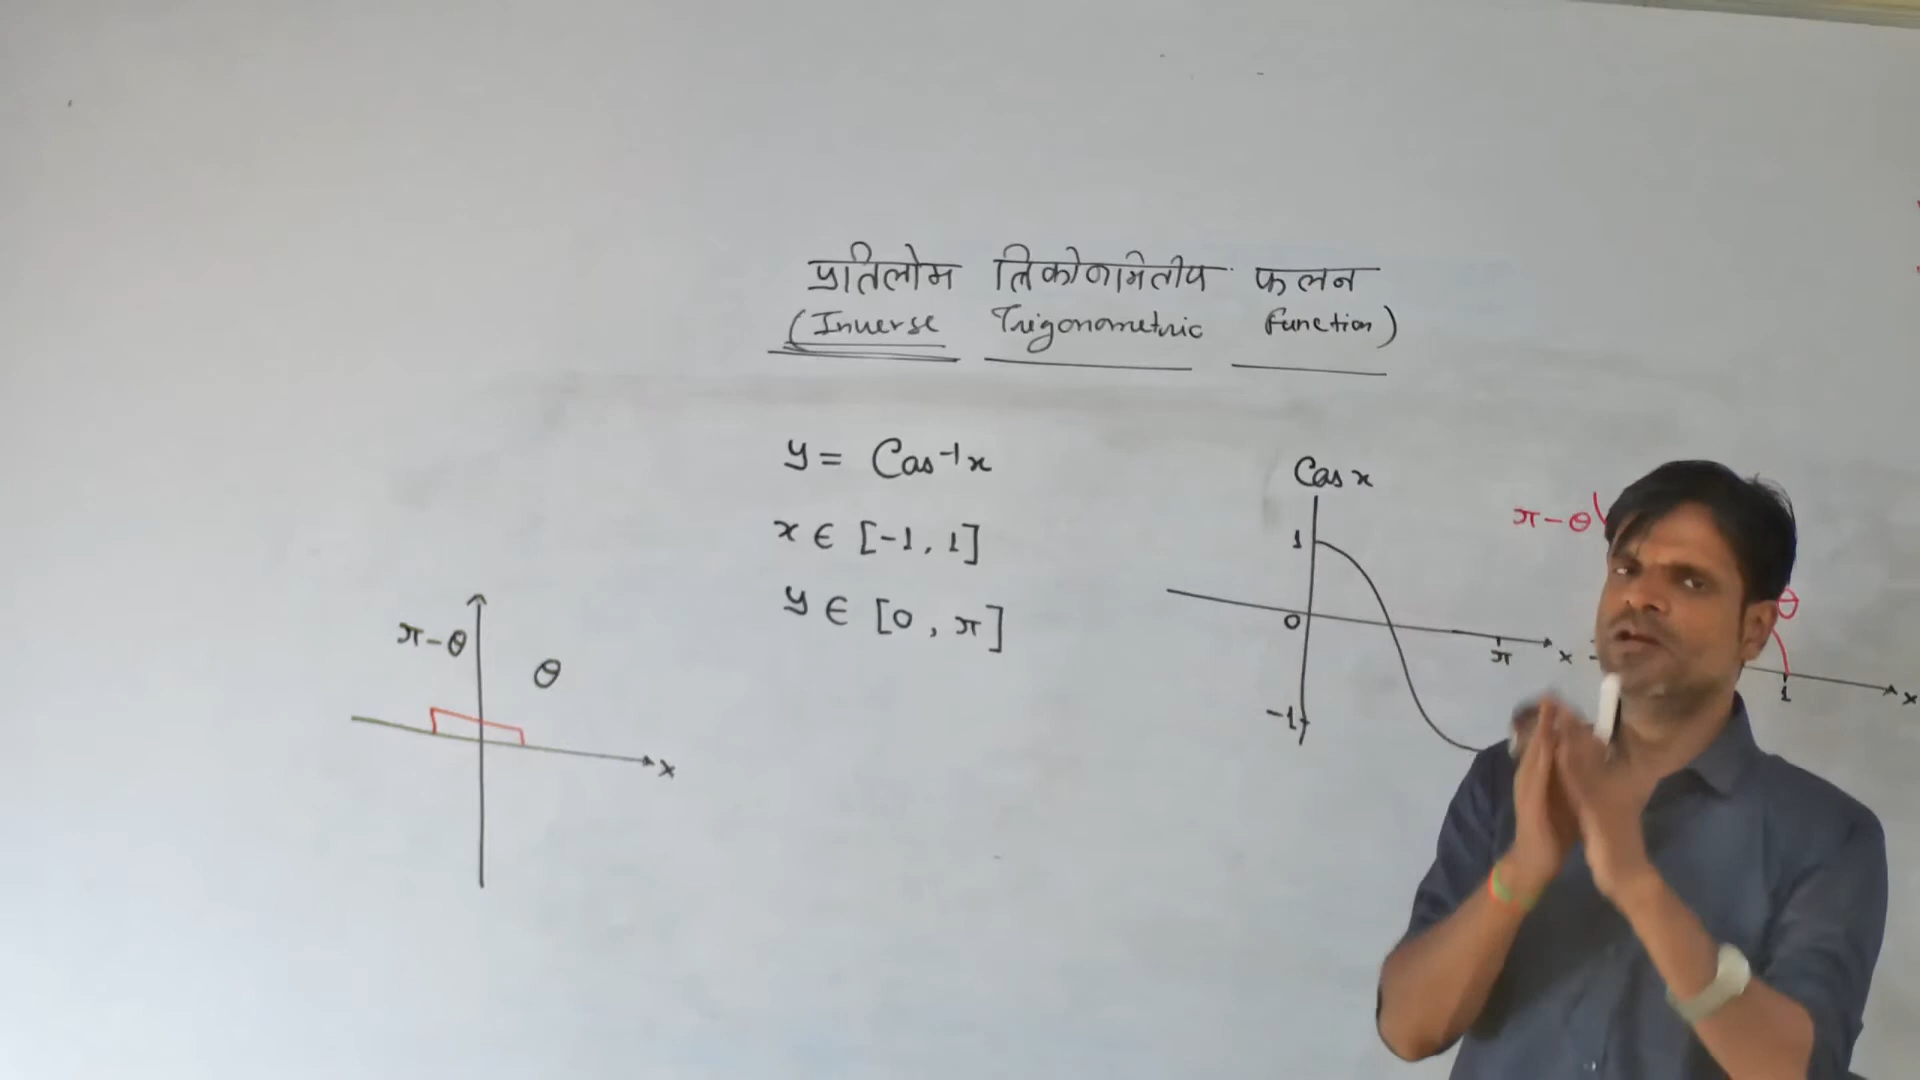 प्रतिलोम त्रिकोणमितीय फलन
(Inverse Trigonometric Function)
y = Cos⁻¹x
x ∈ [-1, 1]
y ∈ [0, π]
π-θ
θ
x
Cos x
1
0
π
x
-1
π-θ
θ
1
x